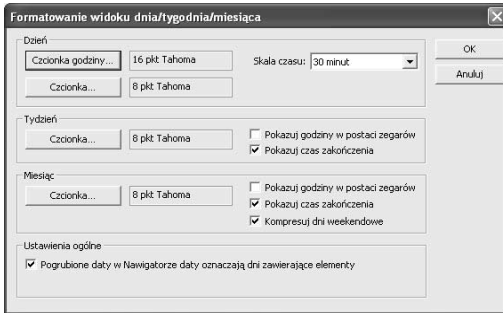 Formatowanie widoku dnia/tygodnia/miesiąca
Dzień
Czcionka godziny... 16 pkt Tahoma Skala czasu: 30 minut
Czcionka... 8 pkt Tahoma
OK
Anuluj
Tydzień
Czcionka... 8 pkt Tahoma
Pokazuj godziny w postaci zegarów
Pokazuj czas zakończenia
Miesiąc
Czcionka... 8 pkt Tahoma
Pokazuj godziny w postaci zegarów
Pokazuj czas zakończenia
Kompresuj dni weekendowe
Ustawienia ogólne
Pogrubione daty w Nawigatorze daty oznaczają dni zawierające elementy